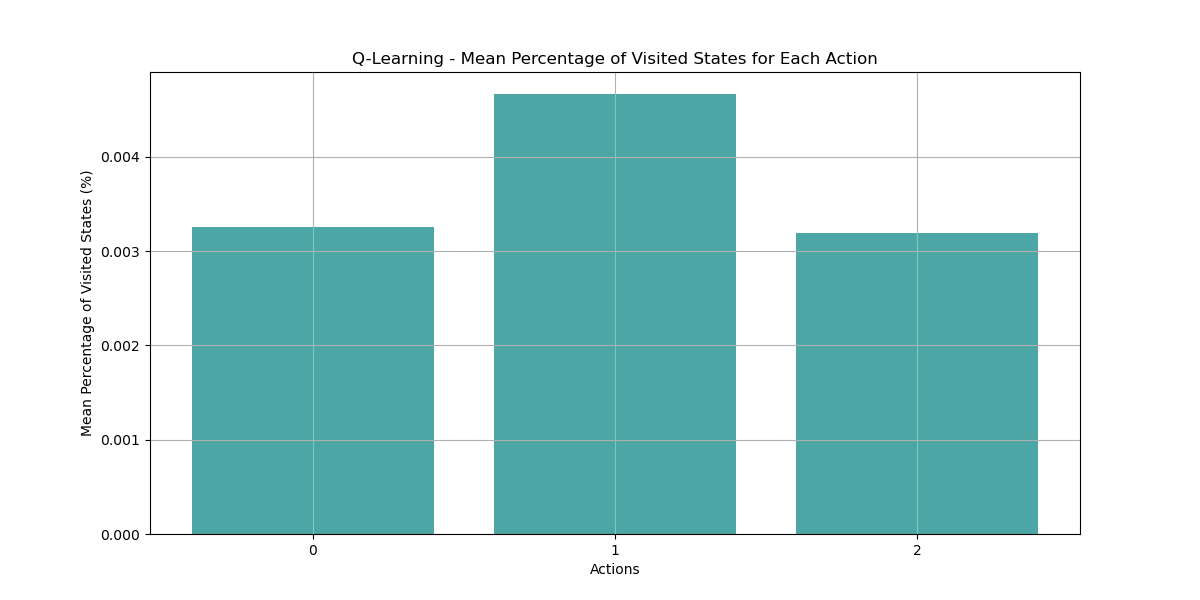 Q-Learning - Mean Percentage of Visited States for Each Action
Mean Percentage of Visited States (%)
0.004
0.003
0.002
0.001
0.000
0 1 2
Actions